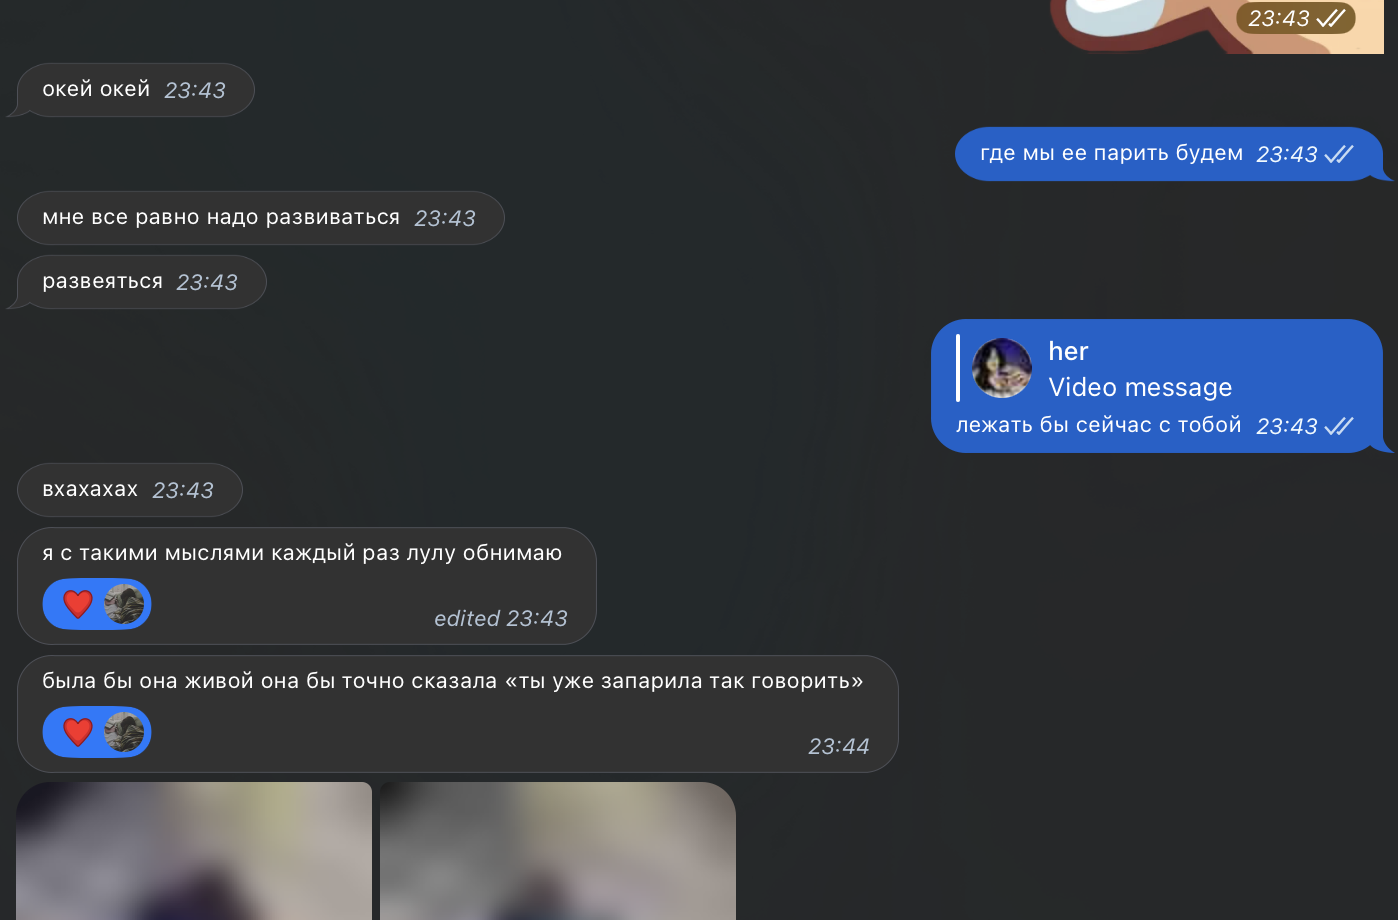 23:43
окей окей 23:43
где мы ее парить будем 23:43
мне все равно надо развиваться 23:43
развеяться 23:43
her
Video message
лежать бы сейчас с тобой 23:43
вхахахах 23:43
я с такими мыслями каждый раз лулу обнимаю
edited 23:43
была бы она живой она бы точно сказала «ты уже запарила так говорить»
23:44